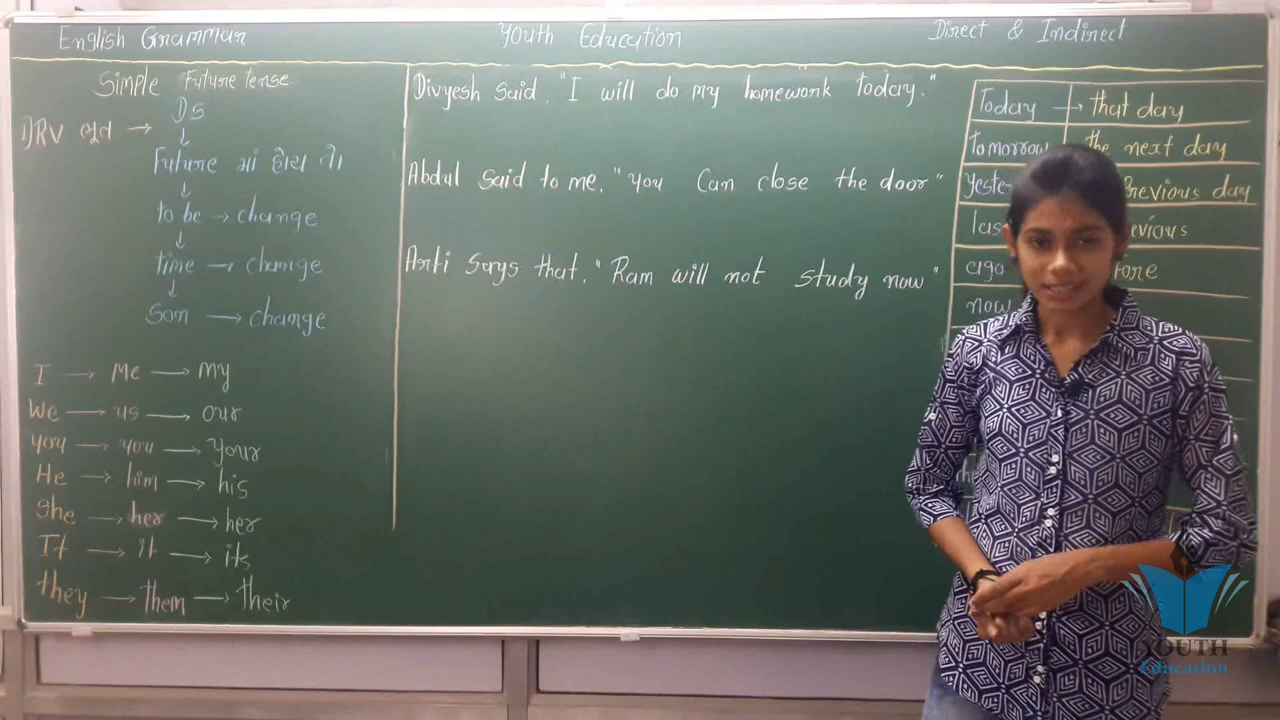 English Grammar
Youth Education
Direct & Indirect
Simple Future tense
DS
1) RV ભૂત →
↓
Future માં હોય તો
↓
to be → change
↓
time → change
↓
Som → change
I → Me → my
We → us → our
you → you → your
He → him → his
She → her → her
It → it → its
they → them → their
Divyesh said, "I will do my homework today."
Abdul said to me, "you can close the door"
Arti says that, "Ram will not study now"
Today → that day
tomorrow the next day
Yeste Previous day
las evious
ego ore
now
YOUTH
Education